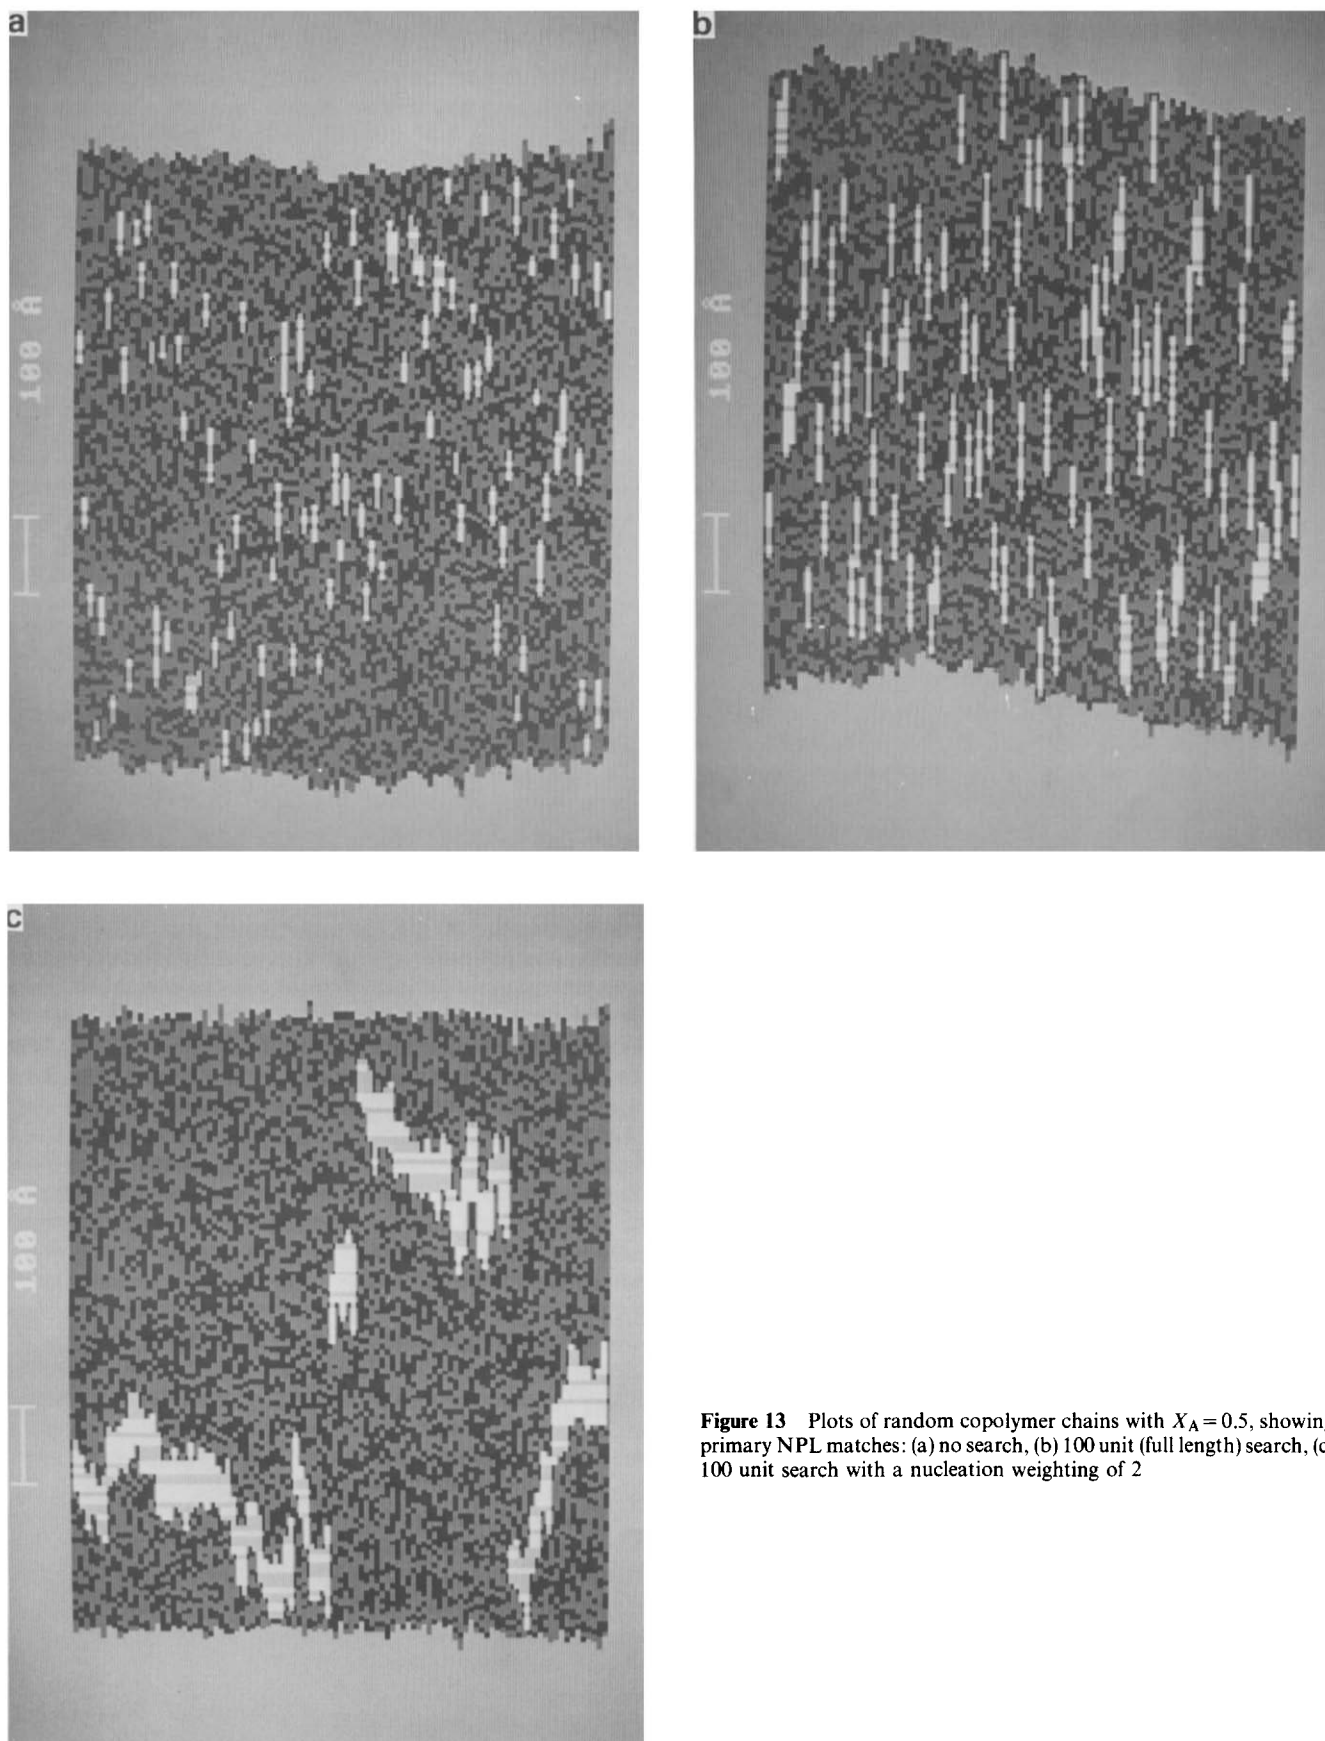 a
b
100 Å
100 Å
c
100 Å
Figure 13 Plots of random copolymer chains with X_A = 0.5, showin
primary NPL matches: (a) no search, (b) 100 unit (full length) search, (c
100 unit search with a nucleation weighting of 2